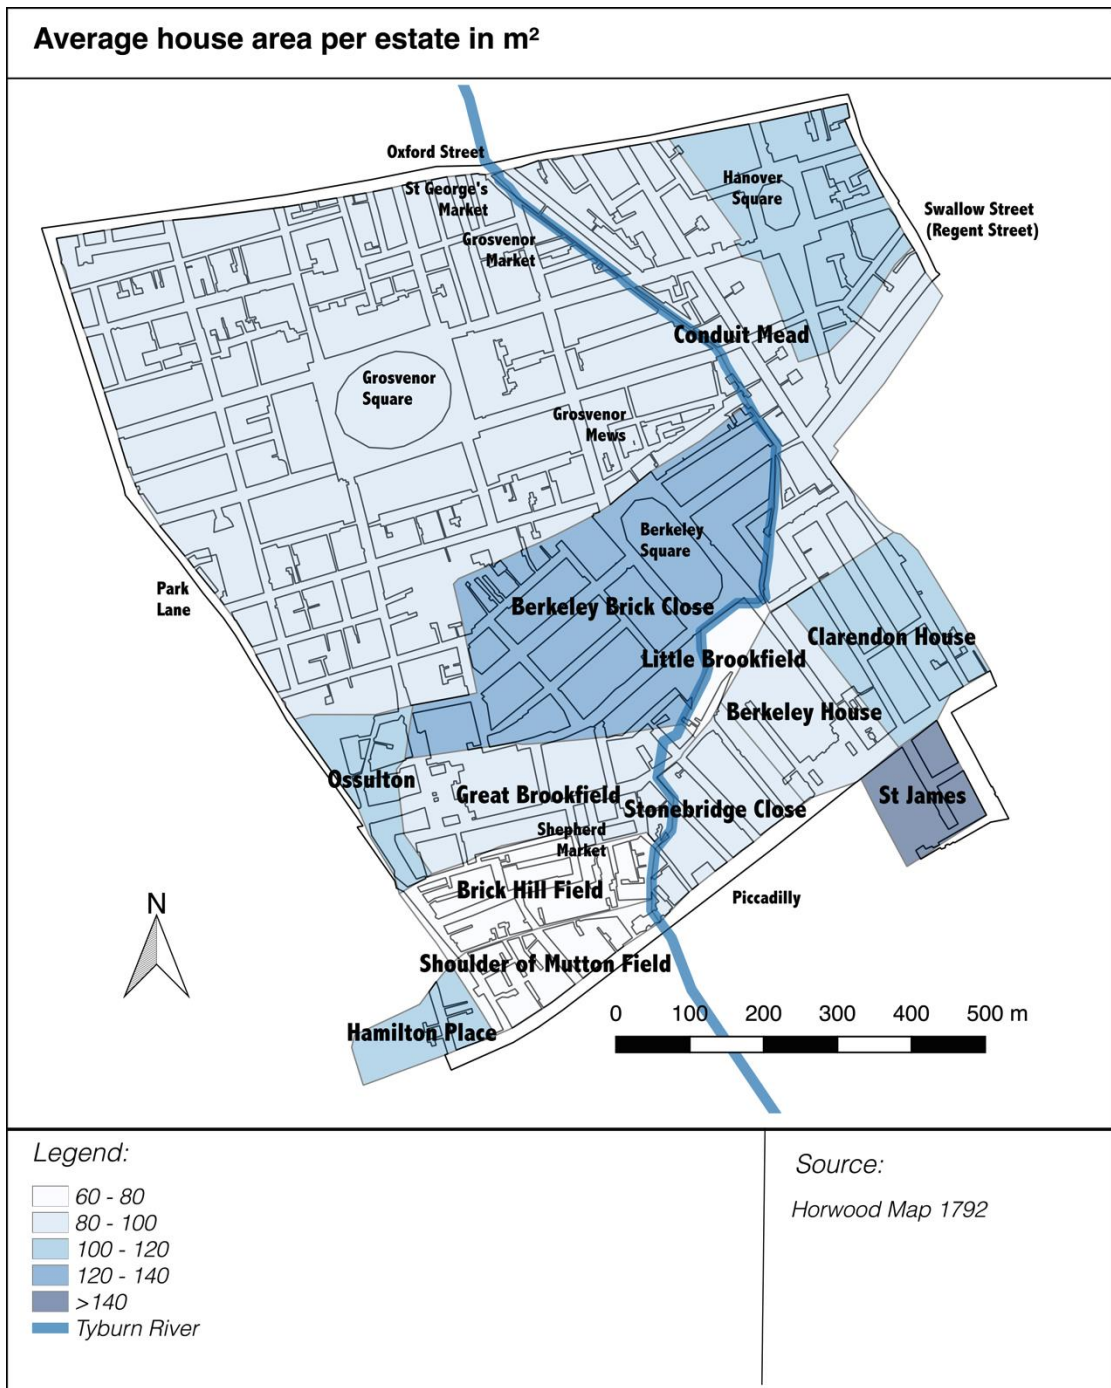 Average house area per estate in m²
Oxford Street
St George's
Market
Grosvenor
Market
Hanover
Square
Swallow Street
(Regent Street)
Conduit Mead
Grosvenor
Square
Grosvenor
Mews
Berkeley
Square
Park
Lane
Berkeley Brick Close
Clarendon House
Little Brookfield
Berkeley House
Ossulton
Great Brookfield
Stonebridge Close
St James
Shepherd
Market
Brick Hill Field
Piccadilly
N
Shoulder of Mutton Field
Hamilton Place
0 100 200 300 400 500 m
Legend:
60 - 80
80 - 100
100 - 120
120 - 140
>140
Tyburn River
Source:
Horwood Map 1792